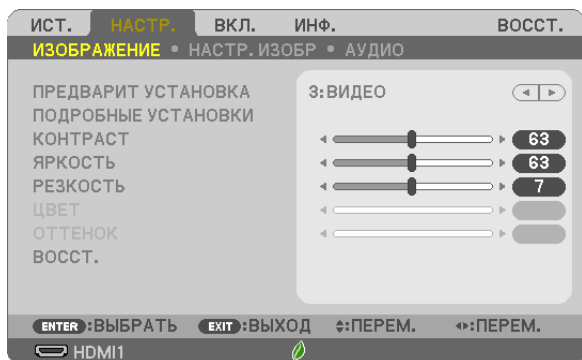 ИСТ. НАСТР. ВКЛ. ИНФ. ВОССТ.
ИЗОБРАЖЕНИЕ • НАСТР. ИЗОБР • АУДИО
ПРЕДВАРИТ УСТАНОВКА 3:ВИДЕО
ПОДРОБНЫЕ УСТАНОВКИ
КОНТРАСТ 63
ЯРКОСТЬ 63
РЕЗКОСТЬ 7
ЦВЕТ
ОТТЕНОК
ВОССТ.
ENTER:ВЫБРАТЬ EXIT:ВЫХОД :ПЕРЕМ. :ПЕРЕМ.
HDMI1